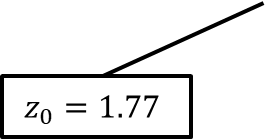 z₀ = 1.77